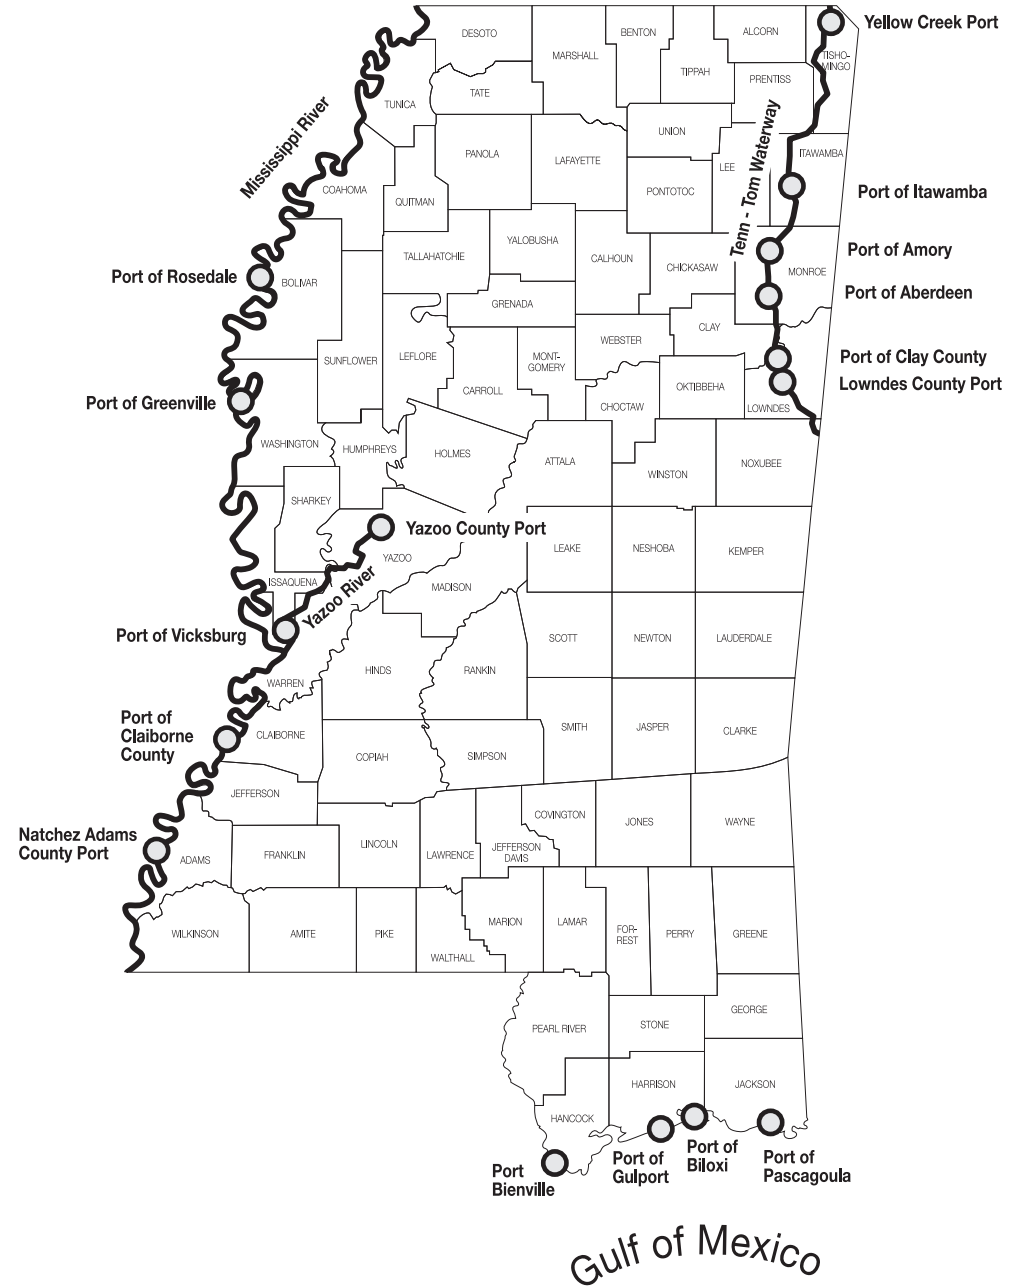 Yellow Creek Port
DESOTO
BENTON
ALCORN
MARSHALL
TISHO-
MINGO
TIPPAH
PRENTISS
TATE
TUNICA
Mississippi River
UNION
PANOLA
LAFAYETTE
LEE
Tenn - Tom Waterway
ITAWAMBA
COAHOMA
QUITMAN
PONTOTOC
Port of Itawamba
YALOBUSHA
TALLAHATCHIE
CALHOUN
CHICKASAW
Port of Amory
MONROE
Port of Rosedale
BOLIVAR
Port of Aberdeen
GRENADA
CLAY
WEBSTER
SUNFLOWER
LEFLORE
MONT-
GOMERY
Port of Clay County
Lowndes County Port
CARROLL
OKTIBBEHA
Port of Greenville
CHOCTAW
LOWNDES
WASHINGTON
HUMPHREYS
HOLMES
ATTALA
WINSTON
NOXUBEE
SHARKEY
Yazoo County Port
YAZOO
LEAKE
NESHOBA
KEMPER
ISSAQUENA
Yazoo River
MADISON
Port of Vicksburg
SCOTT
NEWTON
LAUDERDALE
WARREN
HINDS
RANKIN
Port of
Claiborne
County
CLAIBORNE
COPIAH
SIMPSON
SMITH
JASPER
CLARKE
JEFFERSON
COVINGTON
JONES
WAYNE
Natchez Adams
County Port
ADAMS
FRANKLIN
LINCOLN
LAWRENCE
JEFFERSON
DAVIS
WILKINSON
AMITE
PIKE
WALTHALL
MARION
LAMAR
FOR-
REST
PERRY
GREENE
PEARL RIVER
STONE
GEORGE
HARRISON
JACKSON
HANCOCK
Port
Bienville
Port of
Gulport
Port of
Biloxi
Port of
Pascagoula
Gulf of Mexico